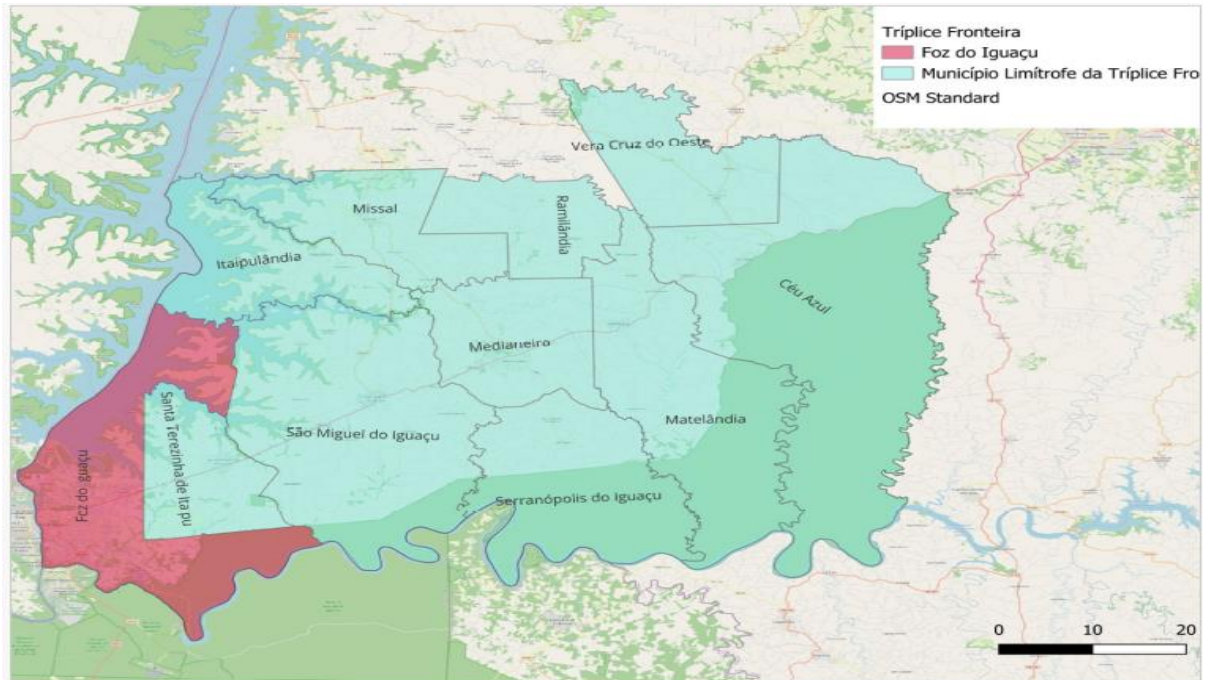 Tríplice Fronteira
Foz do Iguaçu
Município Limítrofe da Tríplice Fro
OSM Standard
Vera Cruz do Oeste
Missal
Ramilândia
Itaipulândia
Céu Azul
Medianeiro
Matelândia
Santa Terezinha de Ita pu
São Miguel do Iguaçu
Foz do Iguaçu
Serranópolis do Iguaçu
0 10 20